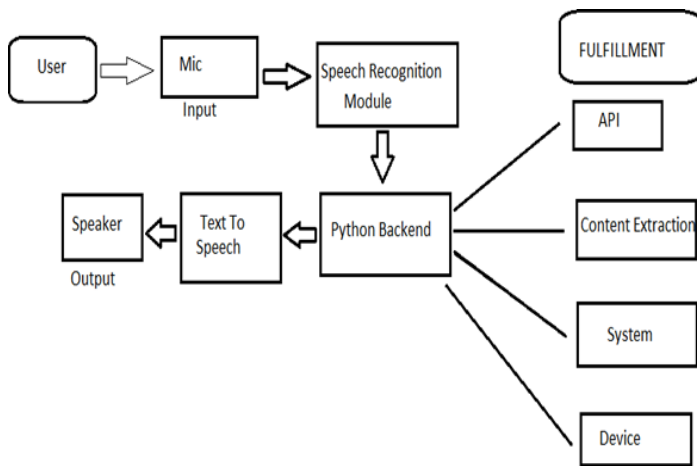 User
Mic
Input
Speech Recognition
Module
FULFILLMENT
API
Speaker
Output
Text To
Speech
Python Backend
Content Extraction
System
Device